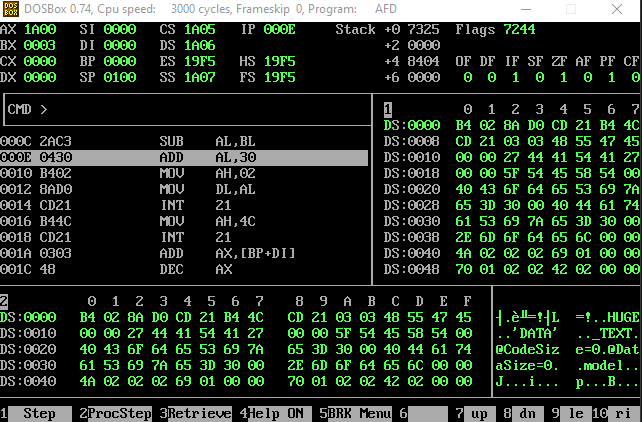 DOSBox 0.74, Cpu speed: 3000 cycles, Frameskip 0, Program: AFD
AX 1A00 SI 0000 CS 1A05 IP 000E Stack +0 7325 Flags 7244
BX 0003 DI 0000 DS 1A06 +2 0000
CX 0000 BP 0000 ES 19F5 HS 19F5 +4 8404 OF DF IF SF ZF AF PF CF
DX 0000 SP 0100 SS 1A07 FS 19F5 +6 0000 0 0 1 0 1 0 1 0
CMD >
1 0 1 2 3 4 5 6 7
DS:0000 B4 02 8A D0 CD 21 B4 4C
000C 2AC3 SUB AL,BL DS:0008 CD 21 03 03 48 55 47 45
000E 0430 ADD AL,30 DS:0010 00 00 27 44 41 54 41 27
0010 B402 MOV AH,02 DS:0018 00 00 5F 54 45 58 54 00
0012 8AD0 MOV DL,AL DS:0020 40 43 6F 64 65 53 69 7A
0014 CD21 INT 21 DS:0028 65 3D 30 00 40 44 61 74
0016 B44C MOV AH,4C DS:0030 61 53 69 7A 65 3D 30 00
0018 CD21 INT 21 DS:0038 2E 6D 6F 64 65 6C 00 00
001A 0303 ADD AX,[BP+DI] DS:0040 4A 02 02 02 69 01 00 00
001C 48 DEC AX DS:0048 70 01 02 02 42 02 00 00
2 0 1 2 3 4 5 6 7 8 9 A B C D E F
DS:0000 B4 02 8A D0 CD 21 B4 4C CD 21 03 03 48 55 47 45 ┤.è╨=!┤L =!..HUGE
DS:0010 00 00 27 44 41 54 41 27 00 00 5F 54 45 58 54 00 ..'DATA' .._TEXT.
DS:0020 40 43 6F 64 65 53 69 7A 65 3D 30 00 40 44 61 74 @CodeSiz e=0.@Dat
DS:0030 61 53 69 7A 65 3D 30 00 2E 6D 6F 64 65 6C 00 00 aSize=0. .model..
DS:0040 4A 02 02 02 69 01 00 00 70 01 02 02 42 02 00 00 J...i... p...B...
1 Step 2 ProcStep 3 Retrieve 4 Help ON 5 BRK Menu 6 7 up 8 dn 9 le 10 ri